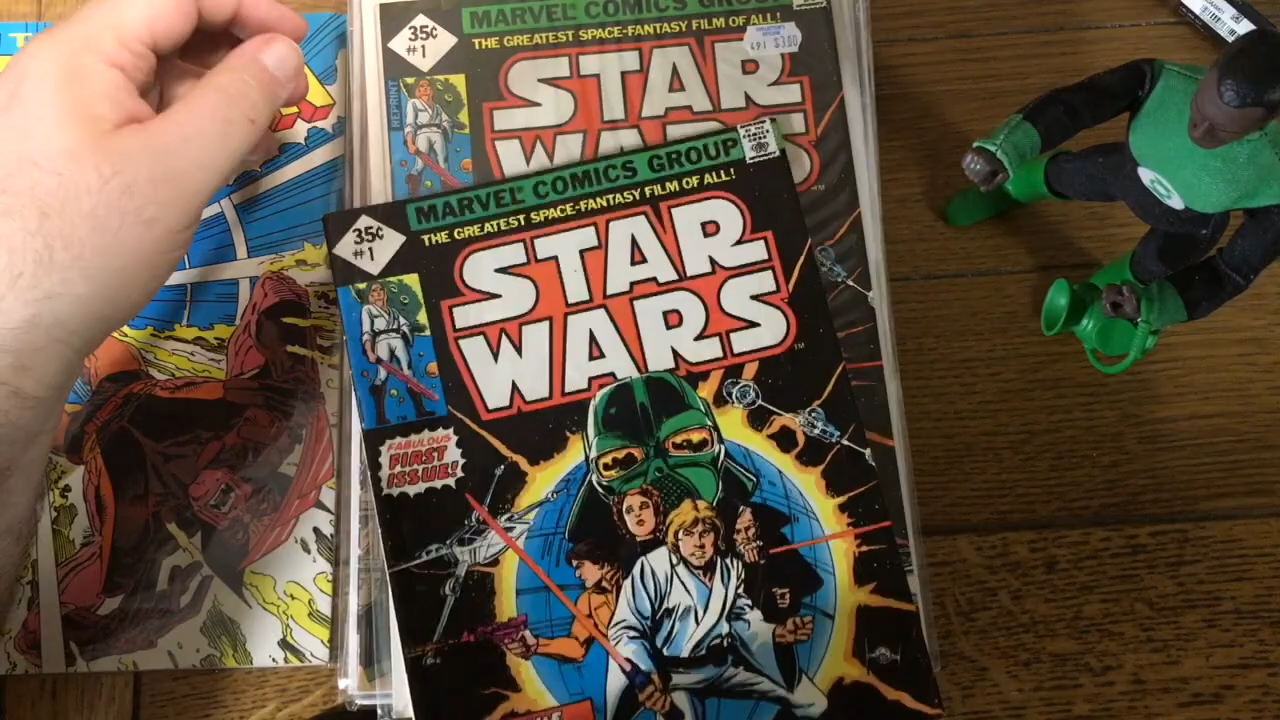 35¢
#1
MARVEL® COMICS GROUP
THE GREATEST SPACE-FANTASY FILM OF ALL!
STAR
WARS
REPRINT
491 $3.00
T
35¢
#1
MARVEL® COMICS GROUP
THE GREATEST SPACE-FANTASY FILM OF ALL!
STAR
WARS
TM
FABULOUS
FIRST
ISSUE!